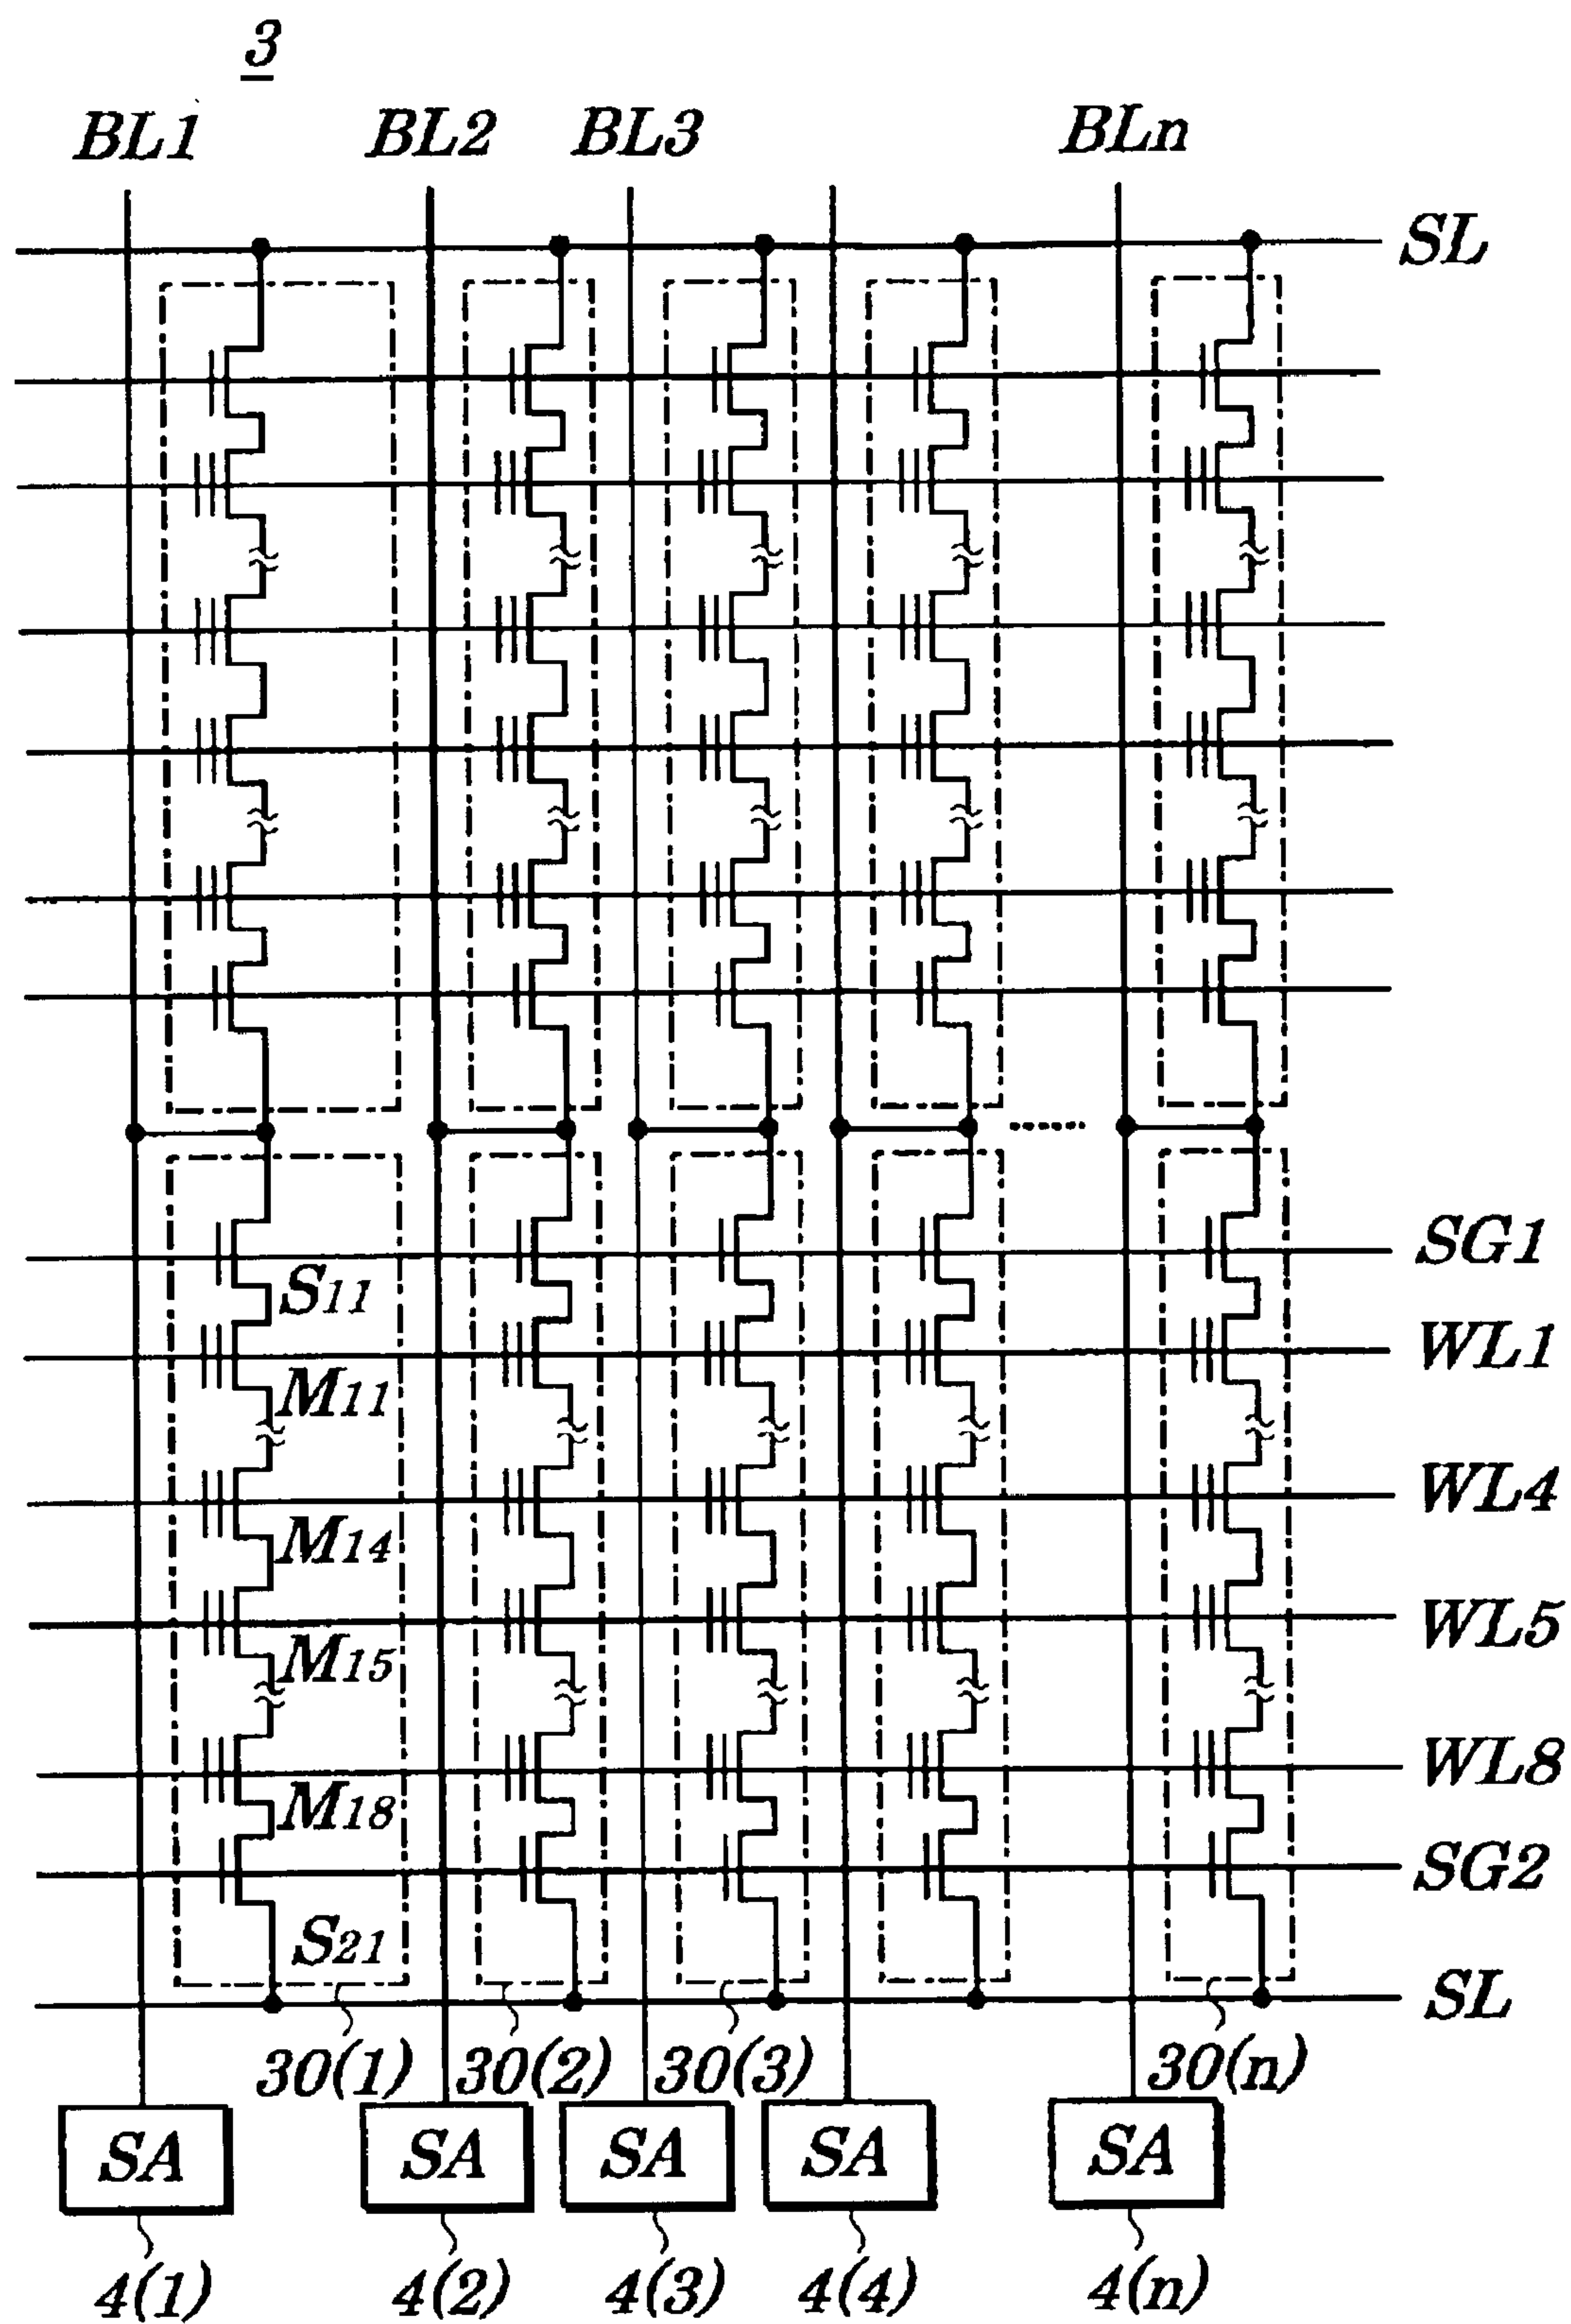 3
BL1 BL2 BL3 BLn
SL
SG1
S11
WL1
M11
WL4
M14
WL5
M15
WL8
M18
SG2
S21
SL
30(1) 30(2) 30(3) 30(n)
SA SA SA SA SA
4(1) 4(2) 4(3) 4(4) 4(n)